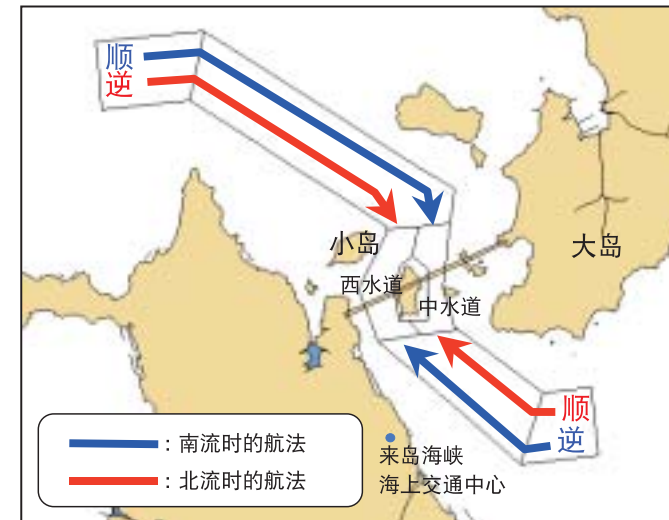 顺
逆
小岛
大岛
西水道
中水道
顺
逆
：南流时的航法
：北流时的航法
来岛海峡
海上交通中心